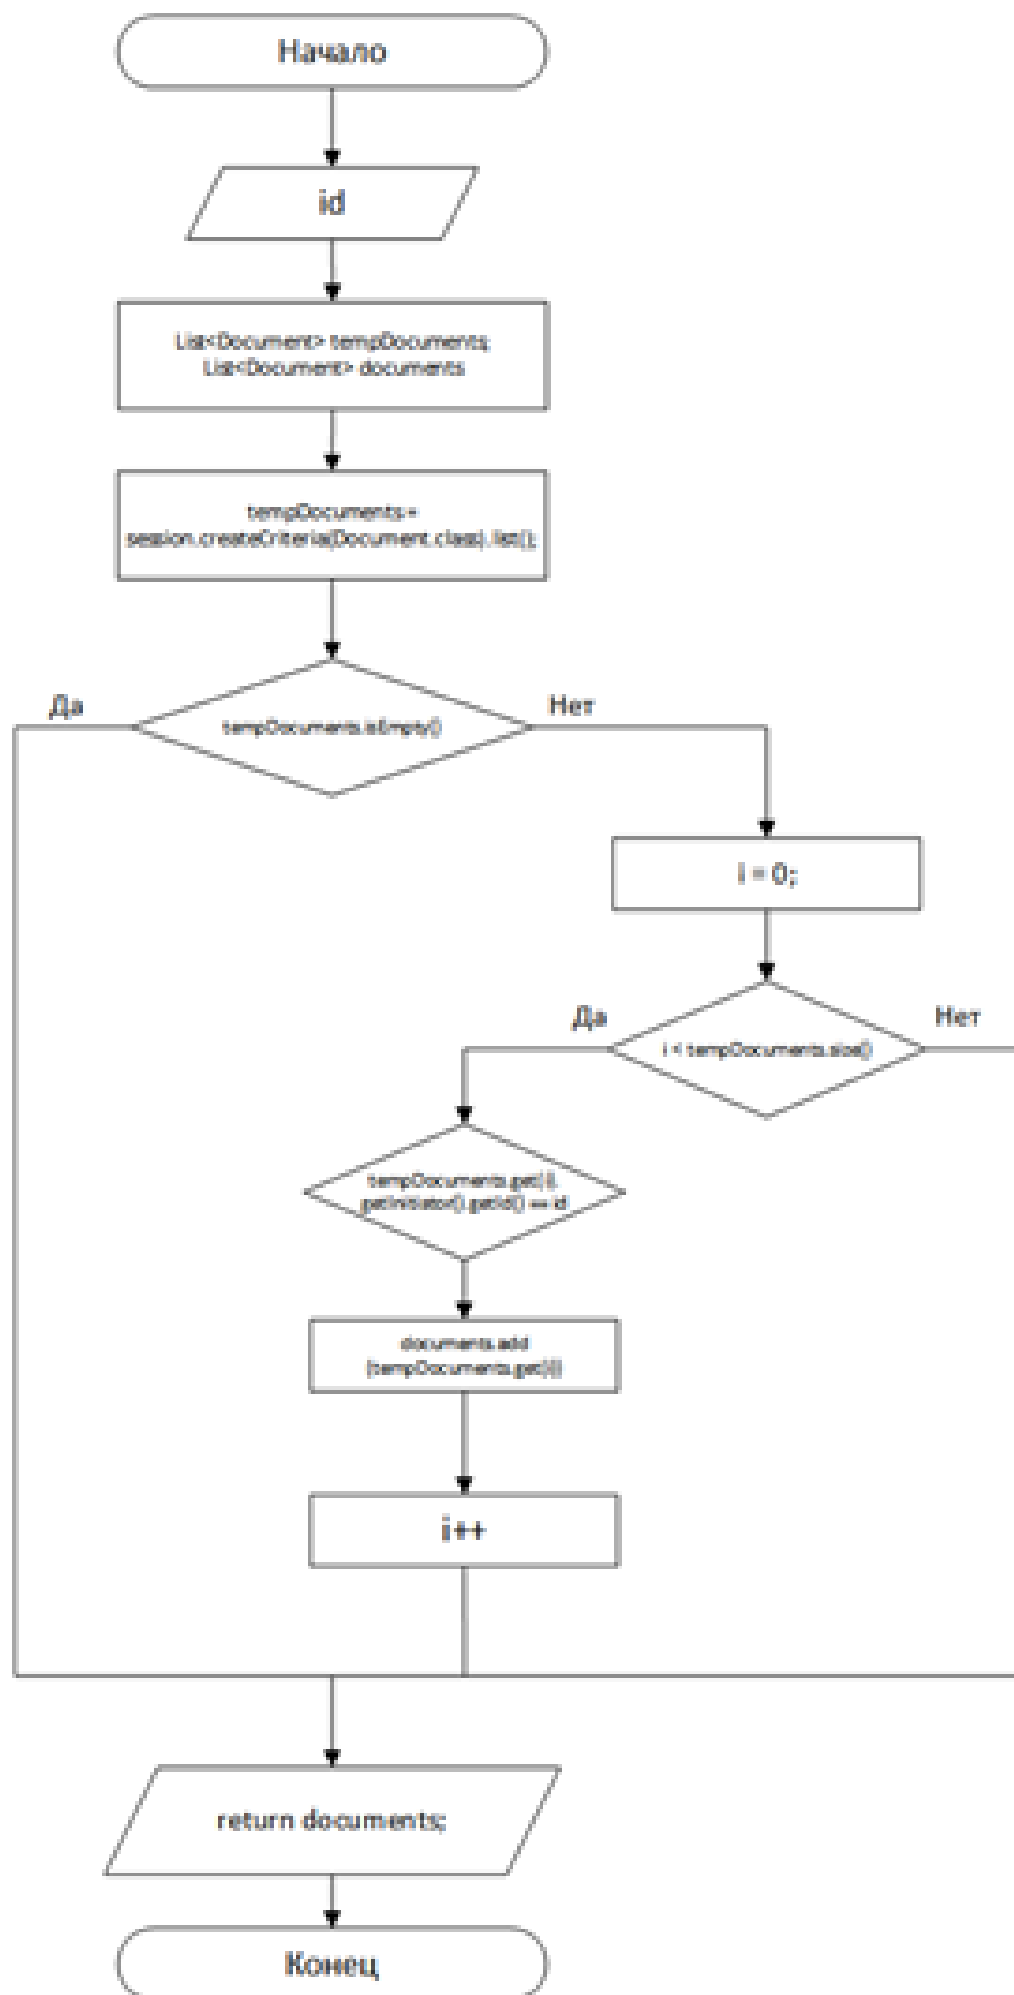 Начало
id
List<Document> tempDocuments;
List<Document> documents
tempDocuments =
session.createCriteria(Document.class).list();
Да
Нет
tempDocuments.isEmpty()
i = 0;
Да
Нет
i < tempDocuments.size()
tempDocuments.get(i).
getInitiator().getId() == id
documents.add
(tempDocuments.get(i))
i++
return documents;
Конец